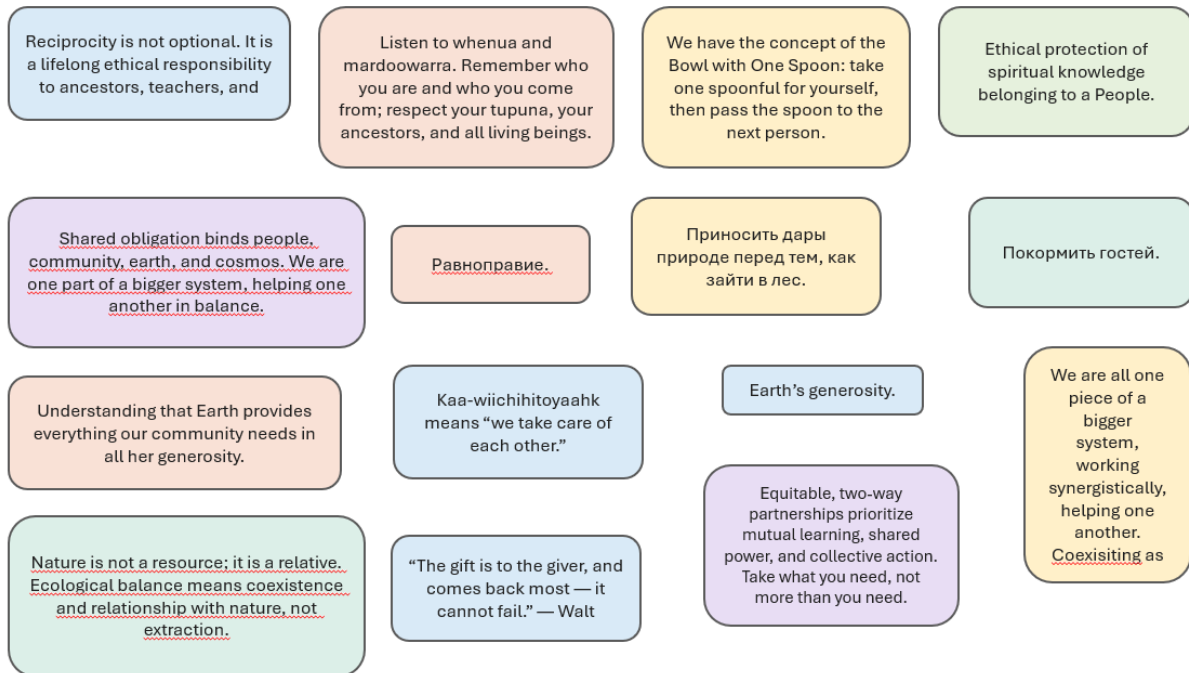 Reciprocity is not optional. It is
a lifelong ethical responsibility
to ancestors, teachers, and
Listen to whenua and
mardoowarra. Remember who
you are and who you come
from; respect your tupuna, your
ancestors, and all living beings.
We have the concept of the
Bowl with One Spoon: take
one spoonful for yourself,
then pass the spoon to the
next person.
Ethical protection of
spiritual knowledge
belonging to a People.
Shared obligation binds people,
community, earth, and cosmos. We are
one part of a bigger system, helping one
another in balance.
Равноправие.
Приносить дары
природе перед тем, как
зайти в лес.
Покормить гостей.
Understanding that Earth provides
everything our community needs in
all her generosity.
Kaa-wiichihitoyaahk
means “we take care of
each other.”
Earth’s generosity.
We are all one
piece of a
bigger
system,
working
synergistically,
helping one
another.
Coexisiting as
Nature is not a resource; it is a relative.
Ecological balance means coexistence
and relationship with nature, not
extraction.
“The gift is to the giver, and
comes back most — it
cannot fail.” — Walt
Equitable, two-way
partnerships prioritize
mutual learning, shared
power, and collective action.
Take what you need, not
more than you need.